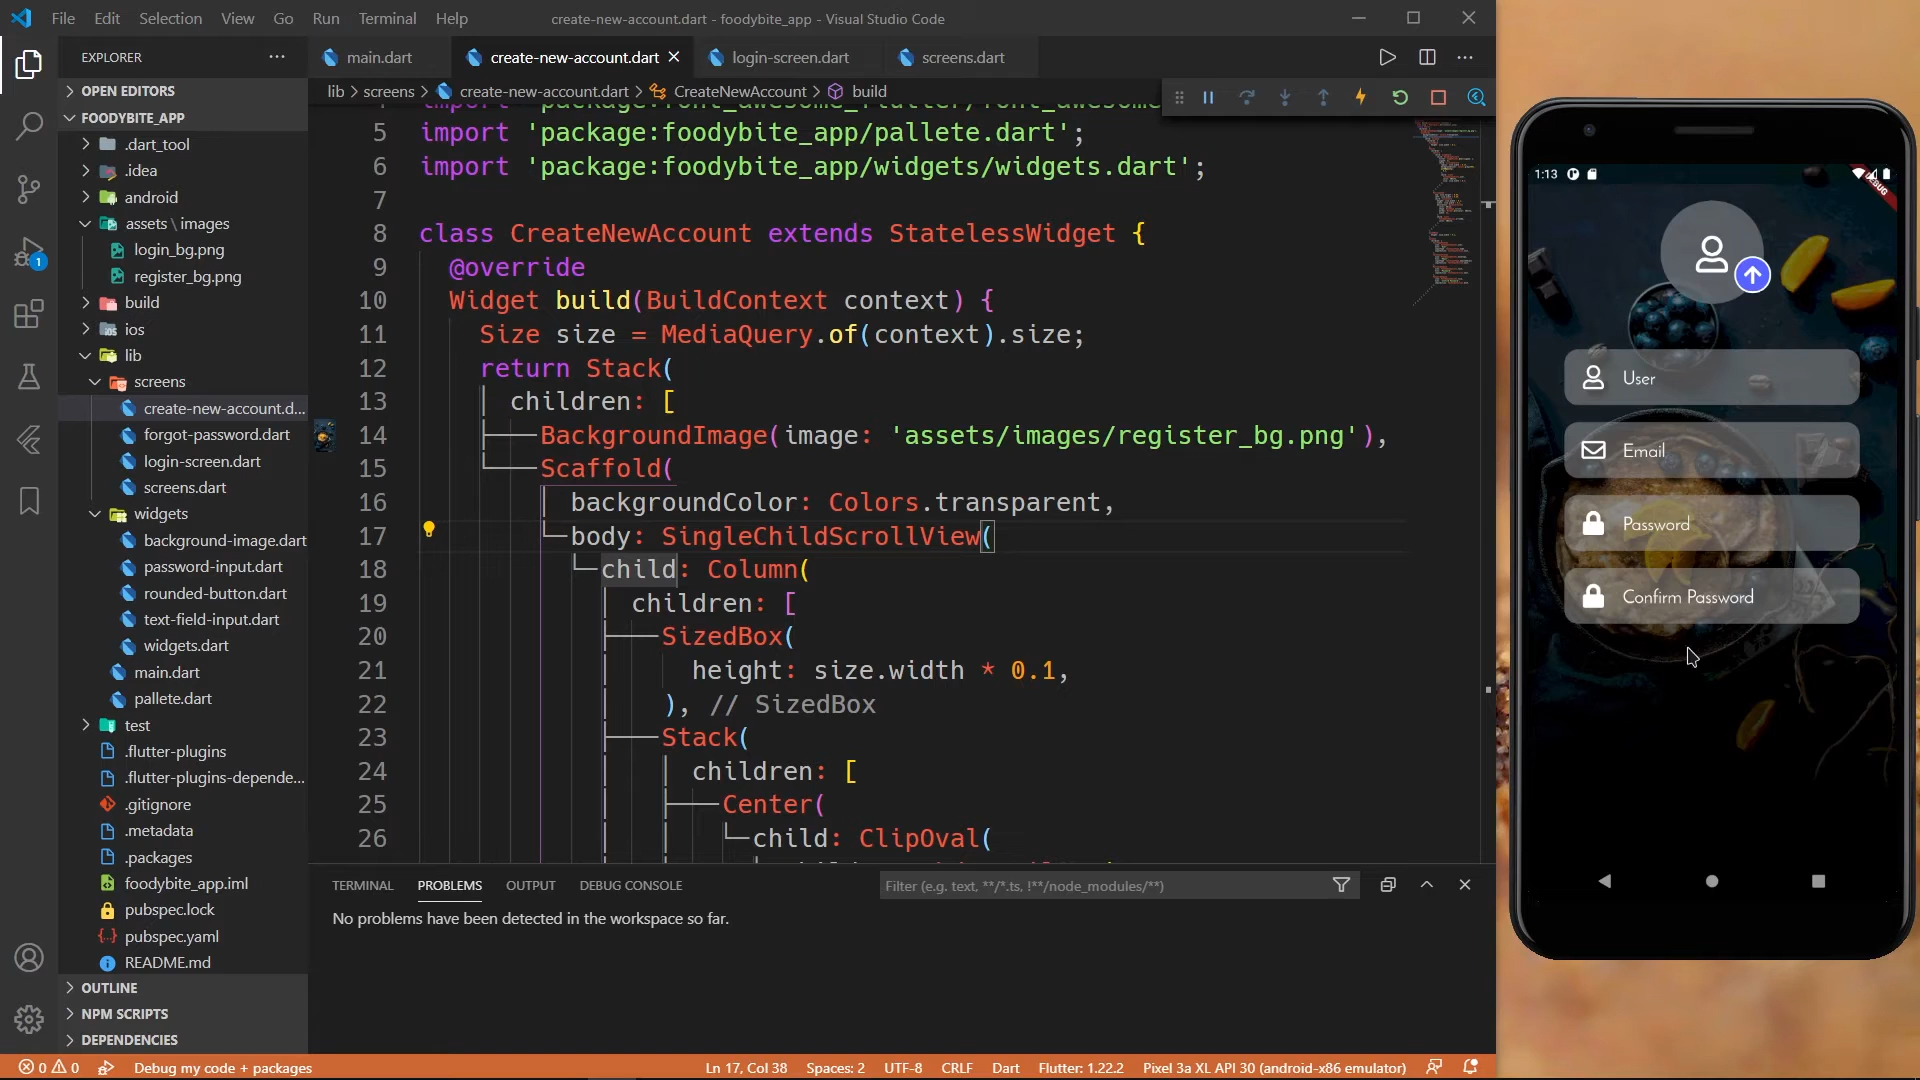 File Edit Selection View Go Run Terminal Help
create-new-account.dart - foodybite_app - Visual Studio Code
EXPLORER
OPEN EDITORS
FOODYBITE_APP
.dart_tool
.idea
android
assets \ images
login_bg.png
register_bg.png
build
ios
lib
screens
create-new-account.d...
forgot-password.dart
login-screen.dart
screens.dart
widgets
background-image.dart
password-input.dart
rounded-button.dart
text-field-input.dart
widgets.dart
main.dart
pallete.dart
test
.flutter-plugins
.flutter-plugins-depende...
.gitignore
.metadata
.packages
foodybite_app.iml
pubspec.lock
pubspec.yaml
README.md
OUTLINE
NPM SCRIPTS
DEPENDENCIES
1
main.dart
create-new-account.dart
login-screen.dart
screens.dart
lib > screens > create-new-account.dart > CreateNewAccount > build
5 import 'package:foodybite_app/pallete.dart';
6 import 'package:foodybite_app/widgets/widgets.dart';
7
8 class CreateNewAccount extends StatelessWidget {
9 @override
10 Widget build(BuildContext context) {
11 Size size = MediaQuery.of(context).size;
12 return Stack(
13 children: [
14 BackgroundImage(image: 'assets/images/register_bg.png'),
15 Scaffold(
16 backgroundColor: Colors.transparent,
17 body: SingleChildScrollView(
18 child: Column(
19 children: [
20 SizedBox(
21 height: size.width * 0.1,
22 ), // SizedBox
23 Stack(
24 children: [
25 Center(
26 child: ClipOval(
TERMINAL PROBLEMS OUTPUT DEBUG CONSOLE
Filter (e.g. text, **/*.ts, !**/node_modules/**)
No problems have been detected in the workspace so far.
0 0 Debug my code + packages
Ln 17, Col 38 Spaces: 2 UTF-8 CRLF Dart Flutter: 1.22.2 Pixel 3a XL API 30 (android-x86 emulator)
1:13
DEBUG
User
Email
Password
Confirm Password